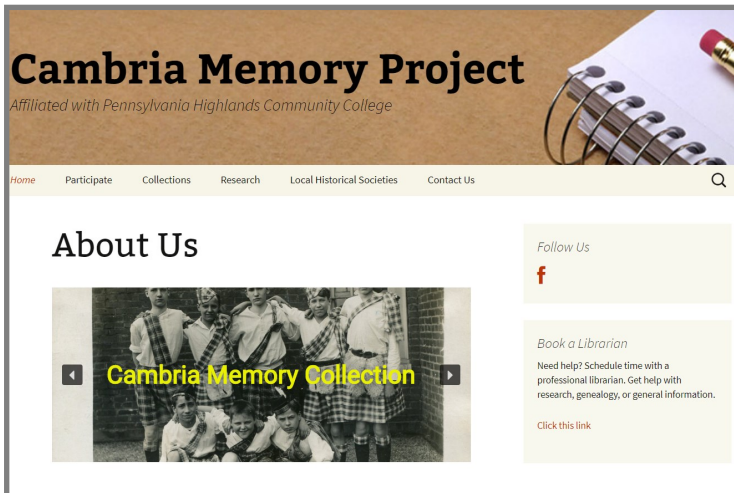 Cambria Memory Project
Affiliated with Pennsylvania Highlands Community College
Home Participate Collections Research Local Historical Societies Contact Us
About Us
Cambria Memory Collection
Follow Us
f
Book a Librarian
Need help? Schedule time with a
professional librarian. Get help with
research, genealogy, or general information.
Click this link